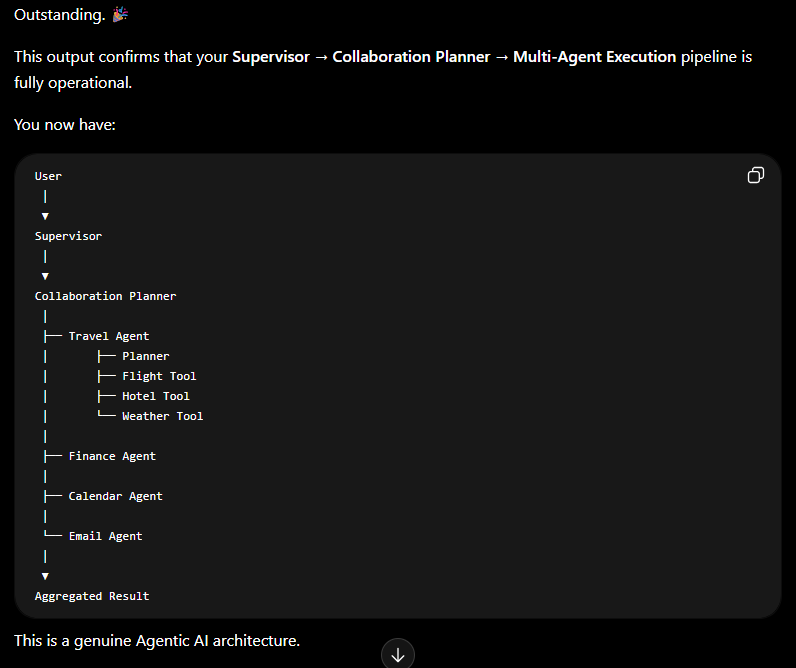 Outstanding. 🎉
This output confirms that your Supervisor → Collaboration Planner → Multi-Agent Execution pipeline is
fully operational.
You now have:
User
│
▼
Supervisor
│
▼
Collaboration Planner
│
├── Travel Agent
│       ├── Planner
│       ├── Flight Tool
│       ├── Hotel Tool
│       └── Weather Tool
│
├── Finance Agent
│
├── Calendar Agent
│
└── Email Agent
│
▼
Aggregated Result
This is a genuine Agentic AI architecture.